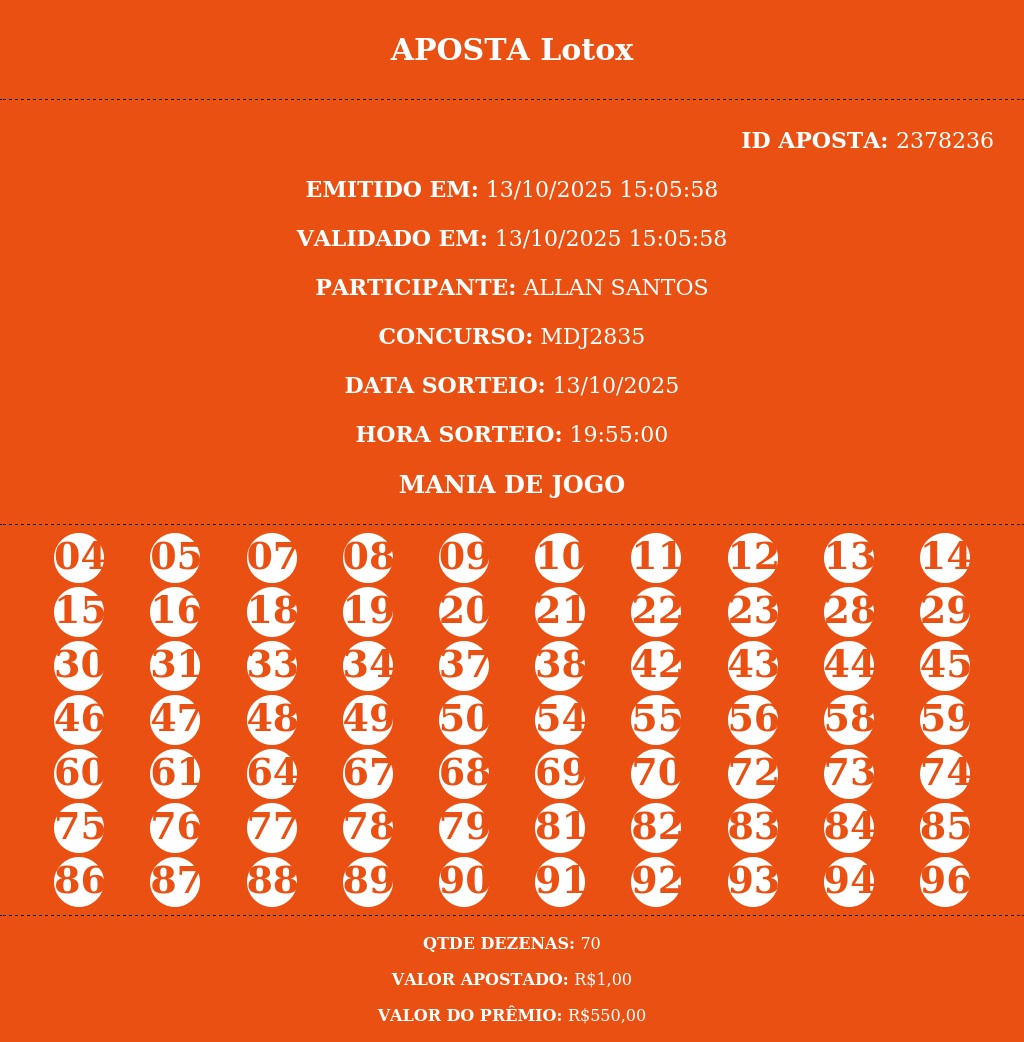 APOSTA Lotox
ID APOSTA: 2378236
EMITIDO EM: 13/10/2025 15:05:58
VALIDADO EM: 13/10/2025 15:05:58
PARTICIPANTE: ALLAN SANTOS
CONCURSO: MDJ2835
DATA SORTEIO: 13/10/2025
HORA SORTEIO: 19:55:00
MANIA DE JOGO
04 05 07 08 09 10 11 12 13 14
15 16 18 19 20 21 22 23 28 29
30 31 33 34 37 38 42 43 44 45
46 47 48 49 50 54 55 56 58 59
60 61 64 67 68 69 70 72 73 74
75 76 77 78 79 81 82 83 84 85
86 87 88 89 90 91 92 93 94 96
QTDE DEZENAS: 70
VALOR APOSTADO: R$1,00
VALOR DO PRÊMIO: R$550,00